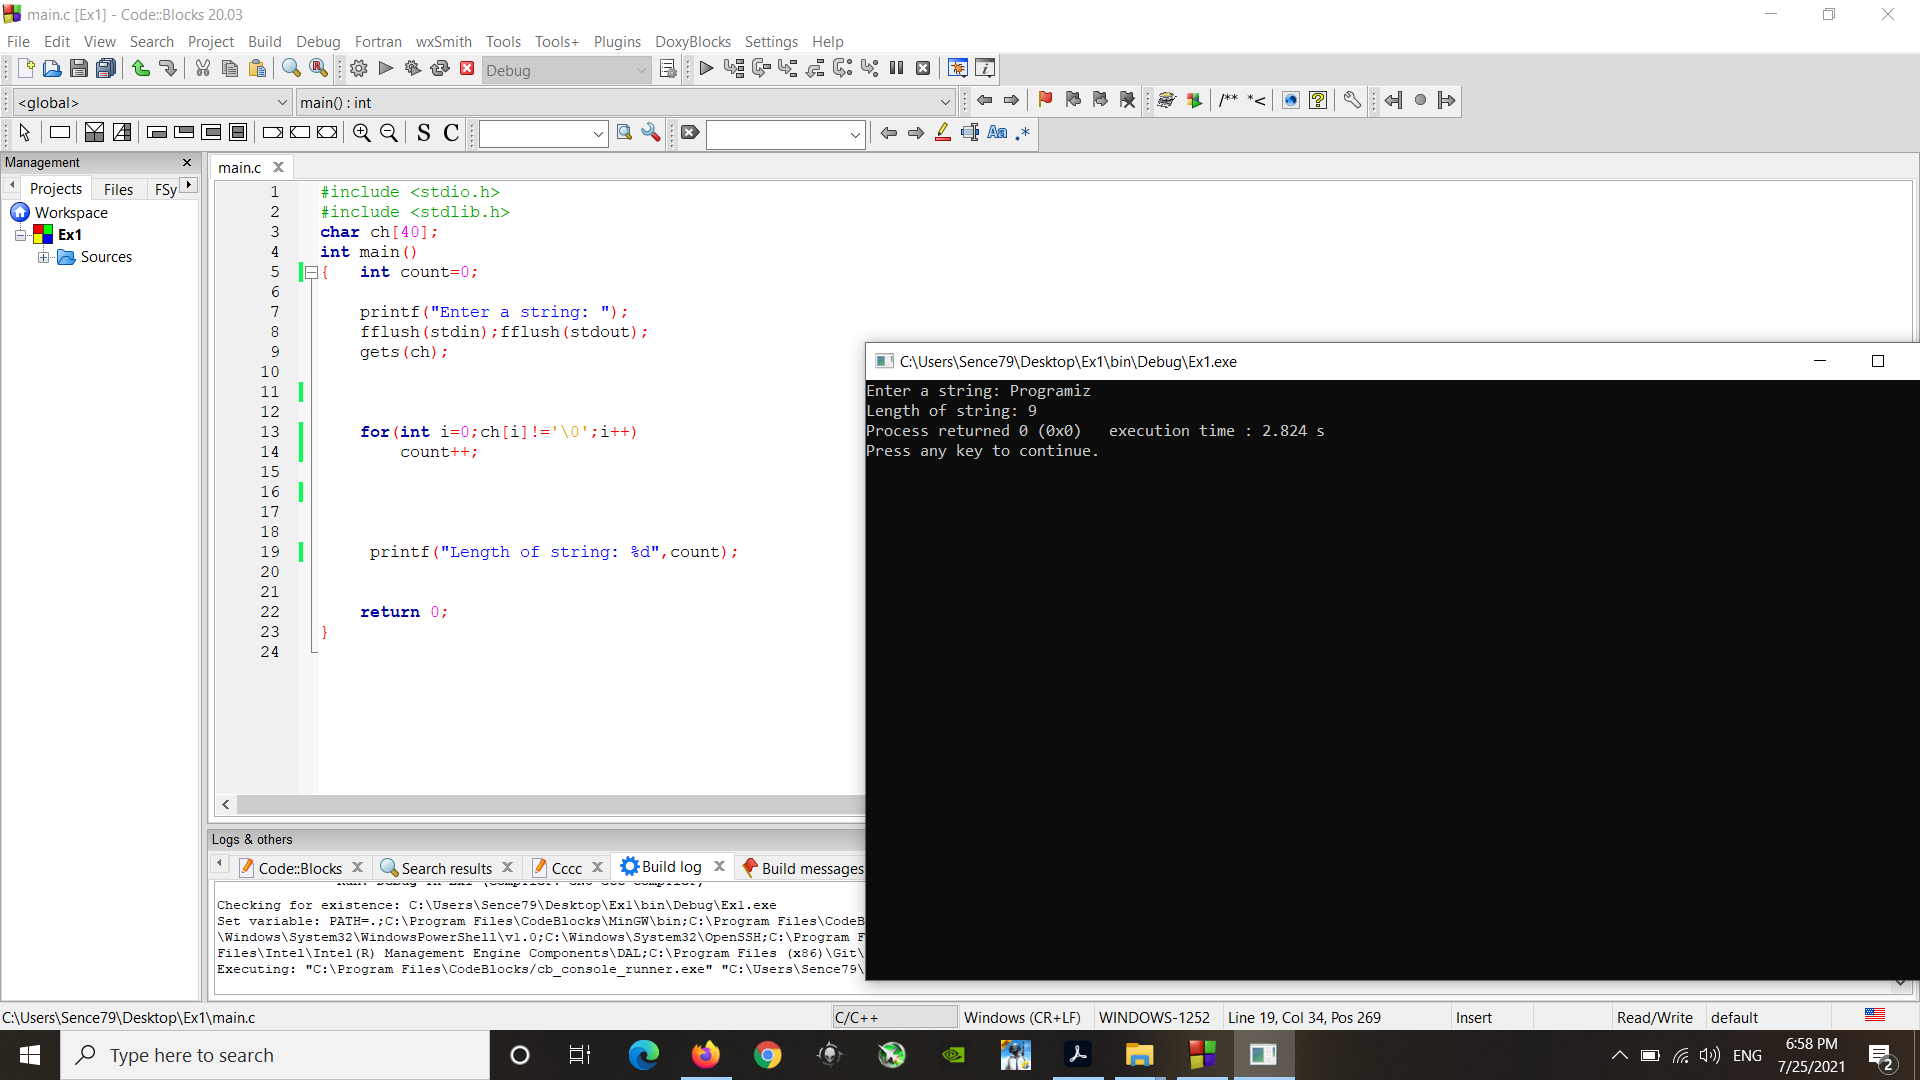 main.c [Ex1] - Code::Blocks 20.03
File Edit View Search Project Build Debug Fortran wxSmith Tools Tools+ Plugins DoxyBlocks Settings Help
Debug
<global> main() : int
/** *<
S C Aa .*
Management
main.c
Projects Files FSy
Workspace
Ex1
Sources
1 #include <stdio.h>
2 #include <stdlib.h>
3 char ch[40];
4 int main()
5 { int count=0;
6
7 printf("Enter a string: ");
8 fflush(stdin);fflush(stdout);
9 gets(ch);
10
11
12
13 for(int i=0;ch[i]!='\0';i++)
14 count++;
15
16
17
18
19 printf("Length of string: %d",count);
20
21
22 return 0;
23 }
24
C:\Users\Sence79\Desktop\Ex1\bin\Debug\Ex1.exe
Enter a string: Programiz
Length of string: 9
Process returned 0 (0x0) execution time : 2.824 s
Press any key to continue.
Logs & others
Code::Blocks Search results Cccc Build log Build messages
Checking for existence: C:\Users\Sence79\Desktop\Ex1\bin\Debug\Ex1.exe
Set variable: PATH=.;C:\Program Files\CodeBlocks\MinGW\bin;C:\Program Files\CodeB
\Windows\System32\WindowsPowerShell\v1.0;C:\Windows\System32\OpenSSH;C:\Program F
Files\Intel\Intel(R) Management Engine Components\DAL;C:\Program Files (x86)\Git\
Executing: "C:\Program Files\CodeBlocks/cb_console_runner.exe" "C:\Users\Sence79\
C:\Users\Sence79\Desktop\Ex1\main.c C/C++ Windows (CR+LF) WINDOWS-1252 Line 19, Col 34, Pos 269 Insert Read/Write default
Type here to search
ENG
6:58 PM
7/25/2021
2